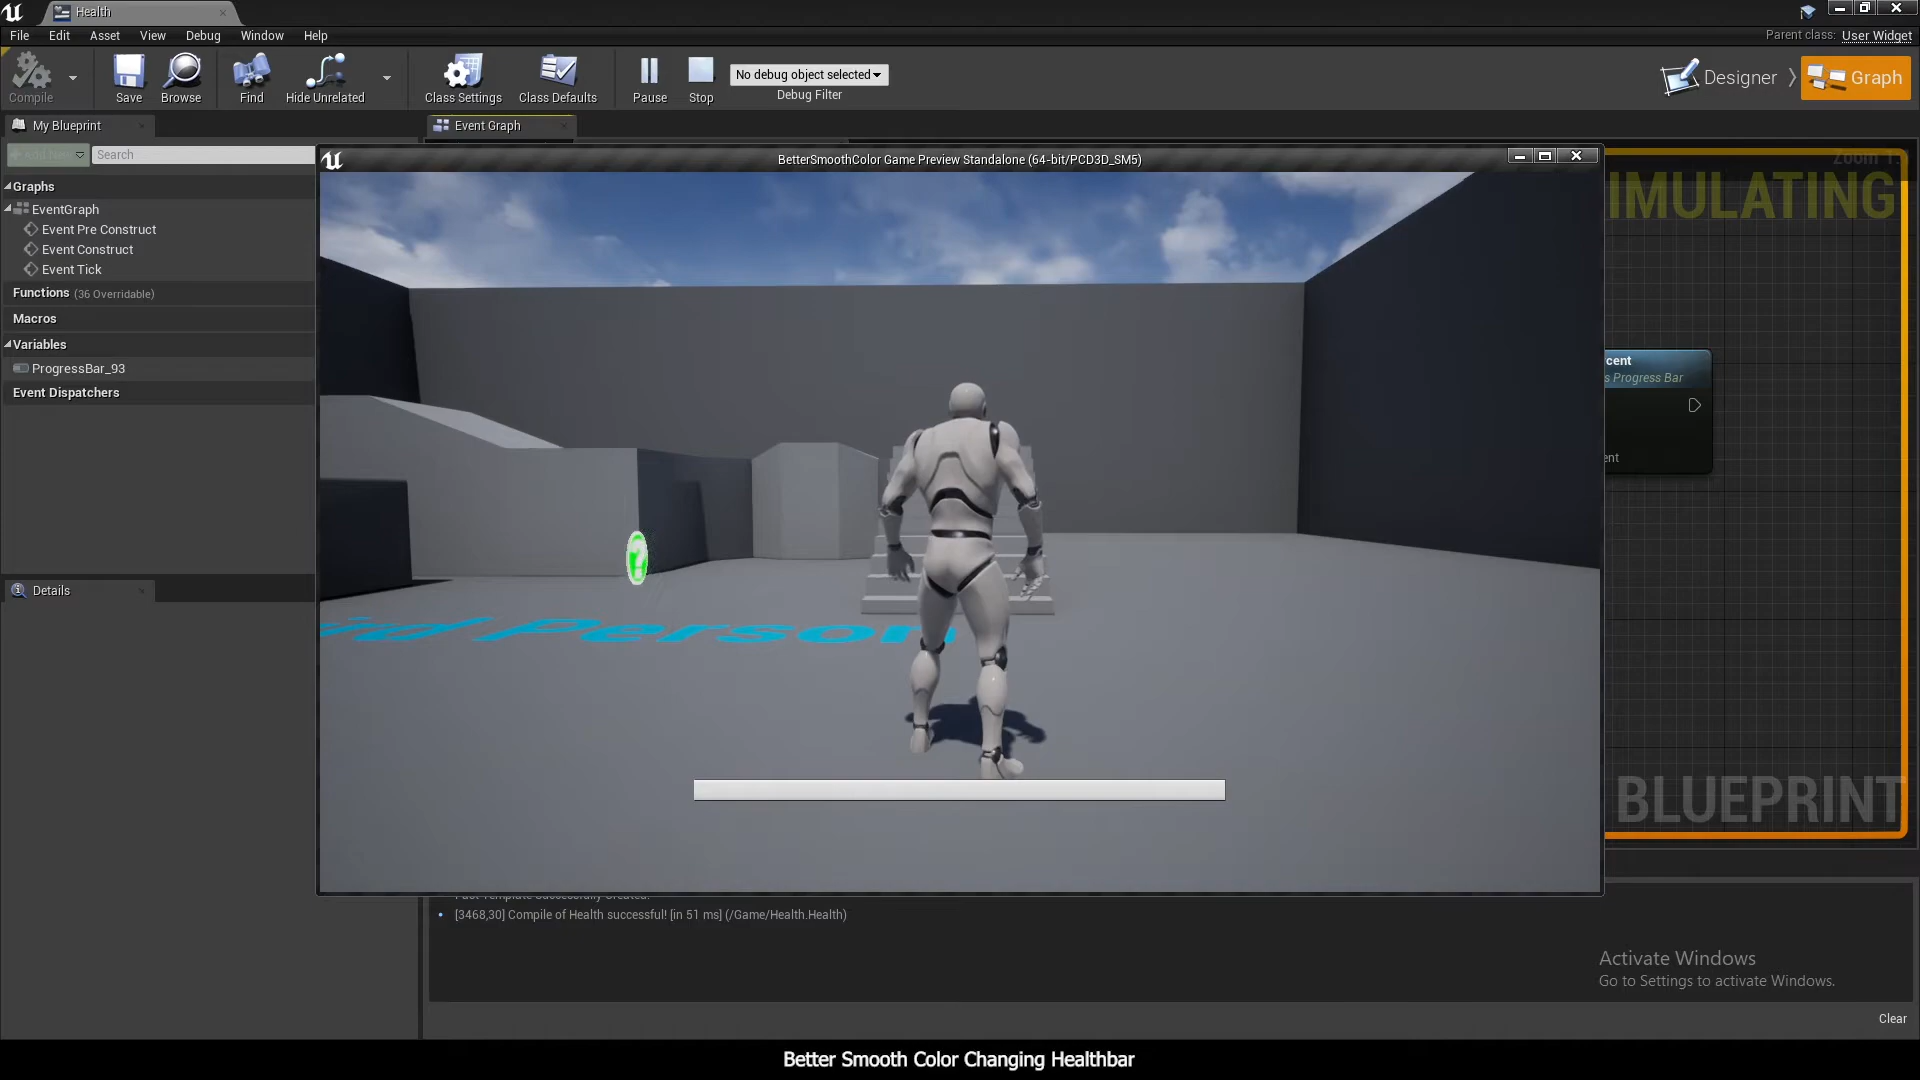 Health
File Edit Asset View Debug Window Help
Parent class: User Widget
Compile Save Browse Find Hide Unrelated Class Settings Class Defaults Pause Stop
No debug object selected
Debug Filter
Designer
Graph
My Blueprint
Event Graph
Search
BetterSmoothColor Game Preview Standalone (64-bit/PCD3D_SM5)
Zoom 1:1
IMULATING
Graphs
EventGraph
Event Pre Construct
Event Construct
Event Tick
Functions (36 Overridable)
Macros
Variables
ProgressBar_93
Event Dispatchers
cent
s Progress Bar
ent
Details
Person
BLUEPRINT
[3468,30] Compile of Health successful! [in 51 ms] (/Game/Health.Health)
Activate Windows
Go to Settings to activate Windows.
Clear
Better Smooth Color Changing Healthbar